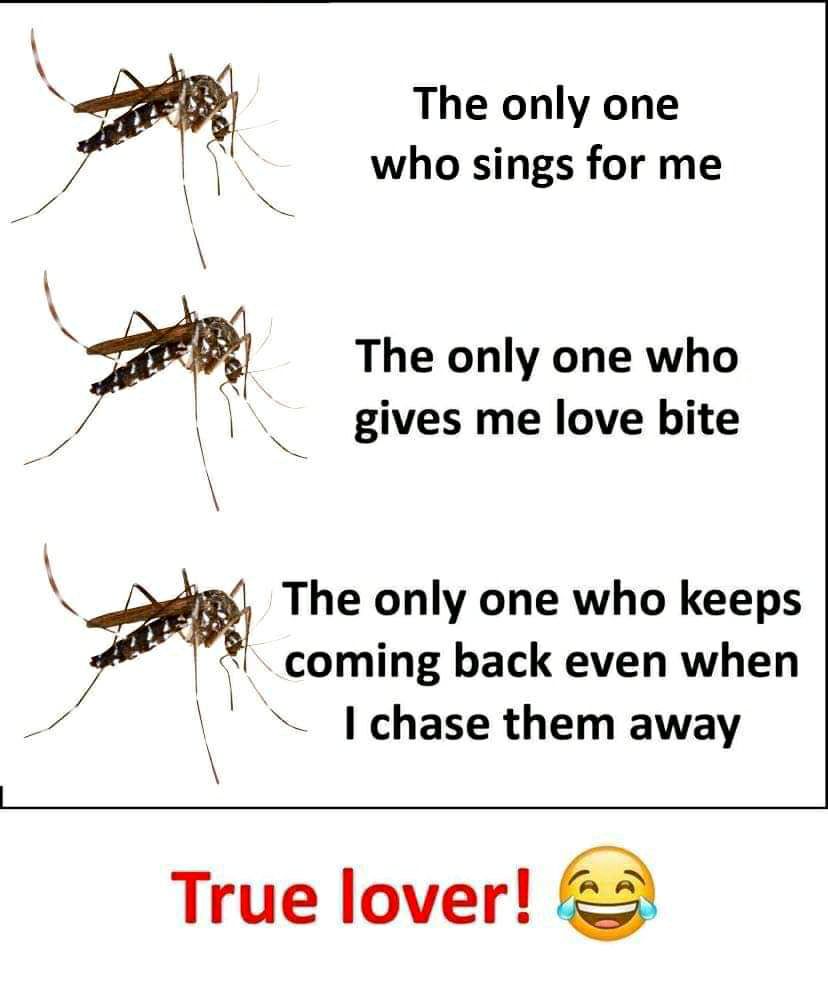 The only one
who sings for me
The only one who
gives me love bite
The only one who keeps
coming back even when
I chase them away
True lover! 😂